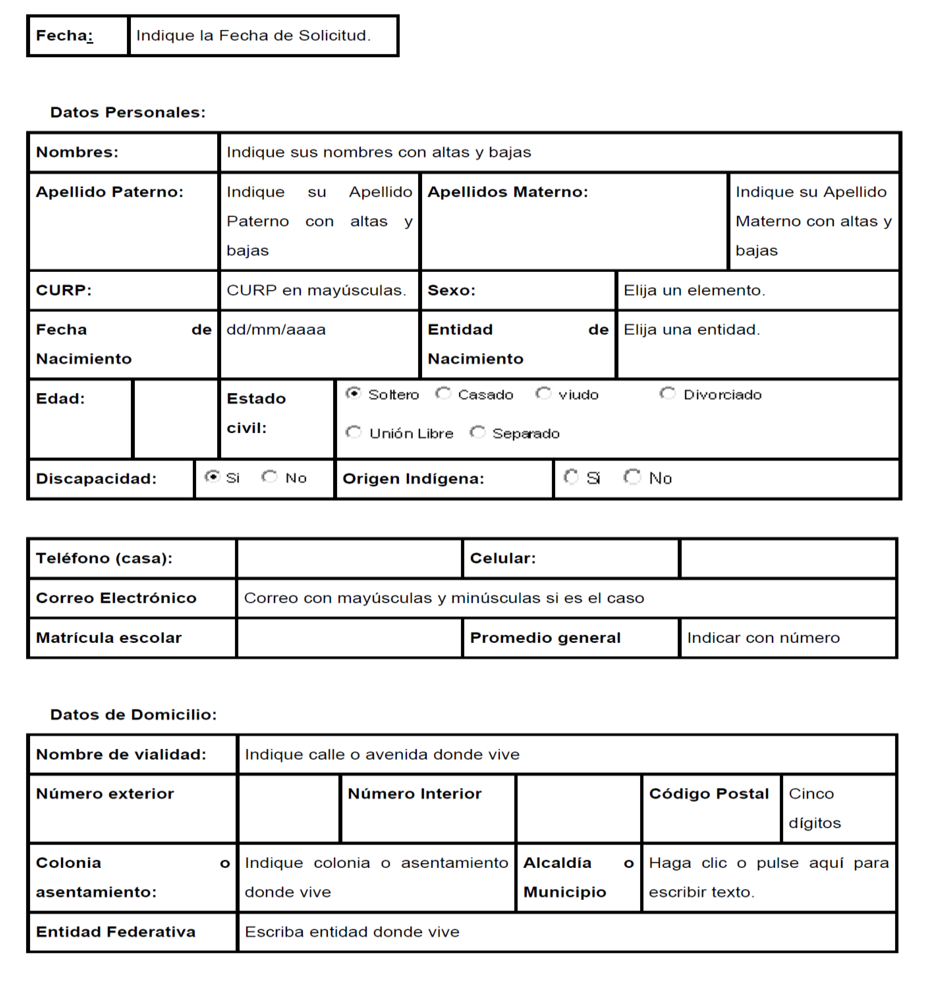 Fecha: Indique la Fecha de Solicitud.
Datos Personales:
Nombres: Indique sus nombres con altas y bajas
Apellido Paterno: Indique su Apellido Paterno con altas y bajas Apellidos Materno: Indique su Apellido Materno con altas y bajas
CURP: CURP en mayúsculas. Sexo: Elija un elemento.
Fecha de Nacimiento dd/mm/aaaa Entidad de Nacimiento Elija una entidad.
Edad: Estado civil: Soltero Casado viudo Divorciado
Unión Libre Separado
Discapacidad: Si No Origen Indígena: Si No
Teléfono (casa): Celular:
Correo Electrónico Correo con mayúsculas y minúsculas si es el caso
Matrícula escolar Promedio general Indicar con número
Datos de Domicilio:
Nombre de vialidad: Indique calle o avenida donde vive
Número exterior Número Interior Código Postal Cinco dígitos
Colonia o asentamiento: Indique colonia o asentamiento donde vive Alcaldía o Municipio Haga clic o pulse aquí para escribir texto.
Entidad Federativa Escriba entidad donde vive